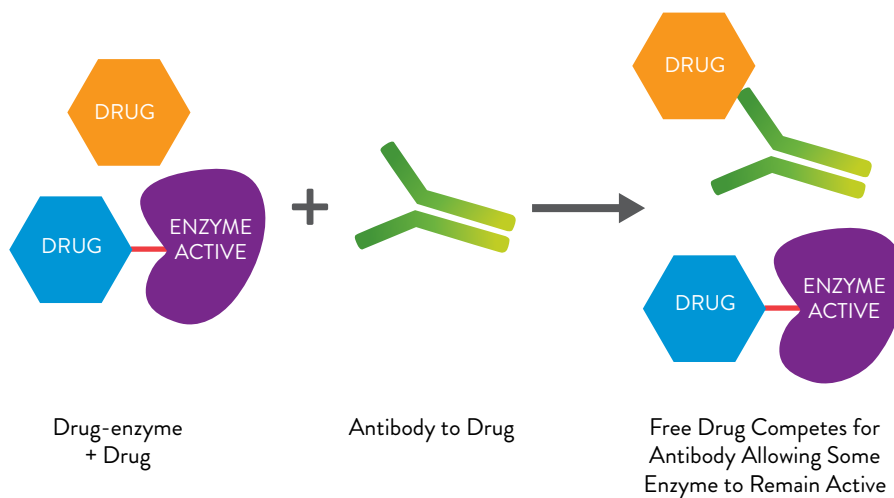 DRUG
DRUG
ENZYME
ACTIVE
Drug-enzyme
+ Drug
+
Antibody to Drug
DRUG
DRUG
ENZYME
ACTIVE
Free Drug Competes for
Antibody Allowing Some
Enzyme to Remain Active